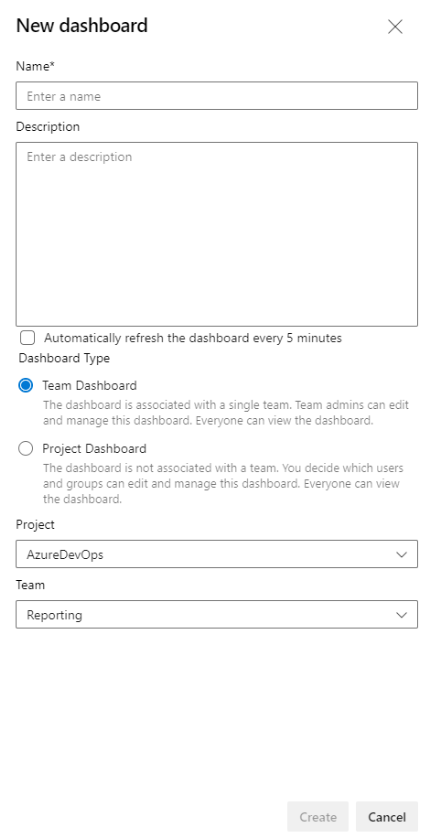 New dashboard
Name*
Enter a name
Description
Enter a description
Automatically refresh the dashboard every 5 minutes
Dashboard Type
Team Dashboard
The dashboard is associated with a single team. Team admins can edit
and manage this dashboard. Everyone can view the dashboard.
Project Dashboard
The dashboard is not associated with a team. You decide which users
and groups can edit and manage this dashboard. Everyone can view
the dashboard.
Project
AzureDevOps
Team
Reporting
Create Cancel